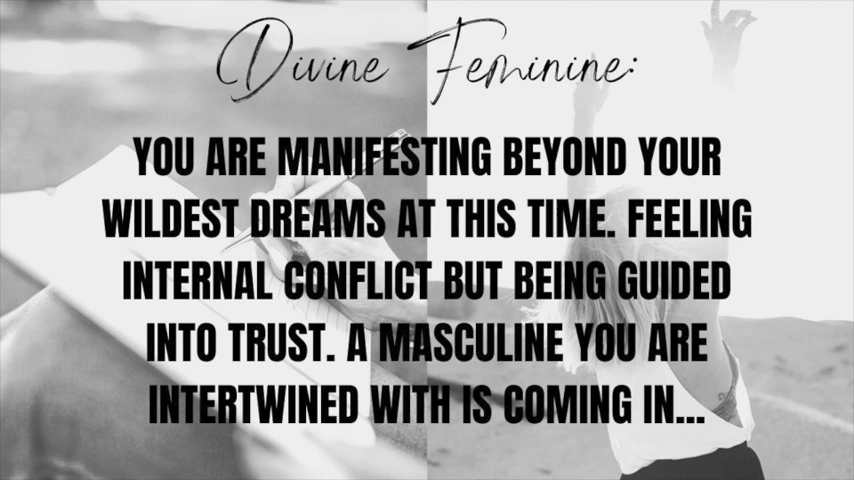 Divine Feminine:
YOU ARE MANIFESTING BEYOND YOUR
WILDEST DREAMS AT THIS TIME. FEELING
INTERNAL CONFLICT BUT BEING GUIDED
INTO TRUST. A MASCULINE YOU ARE
INTERTWINED WITH IS COMING IN...